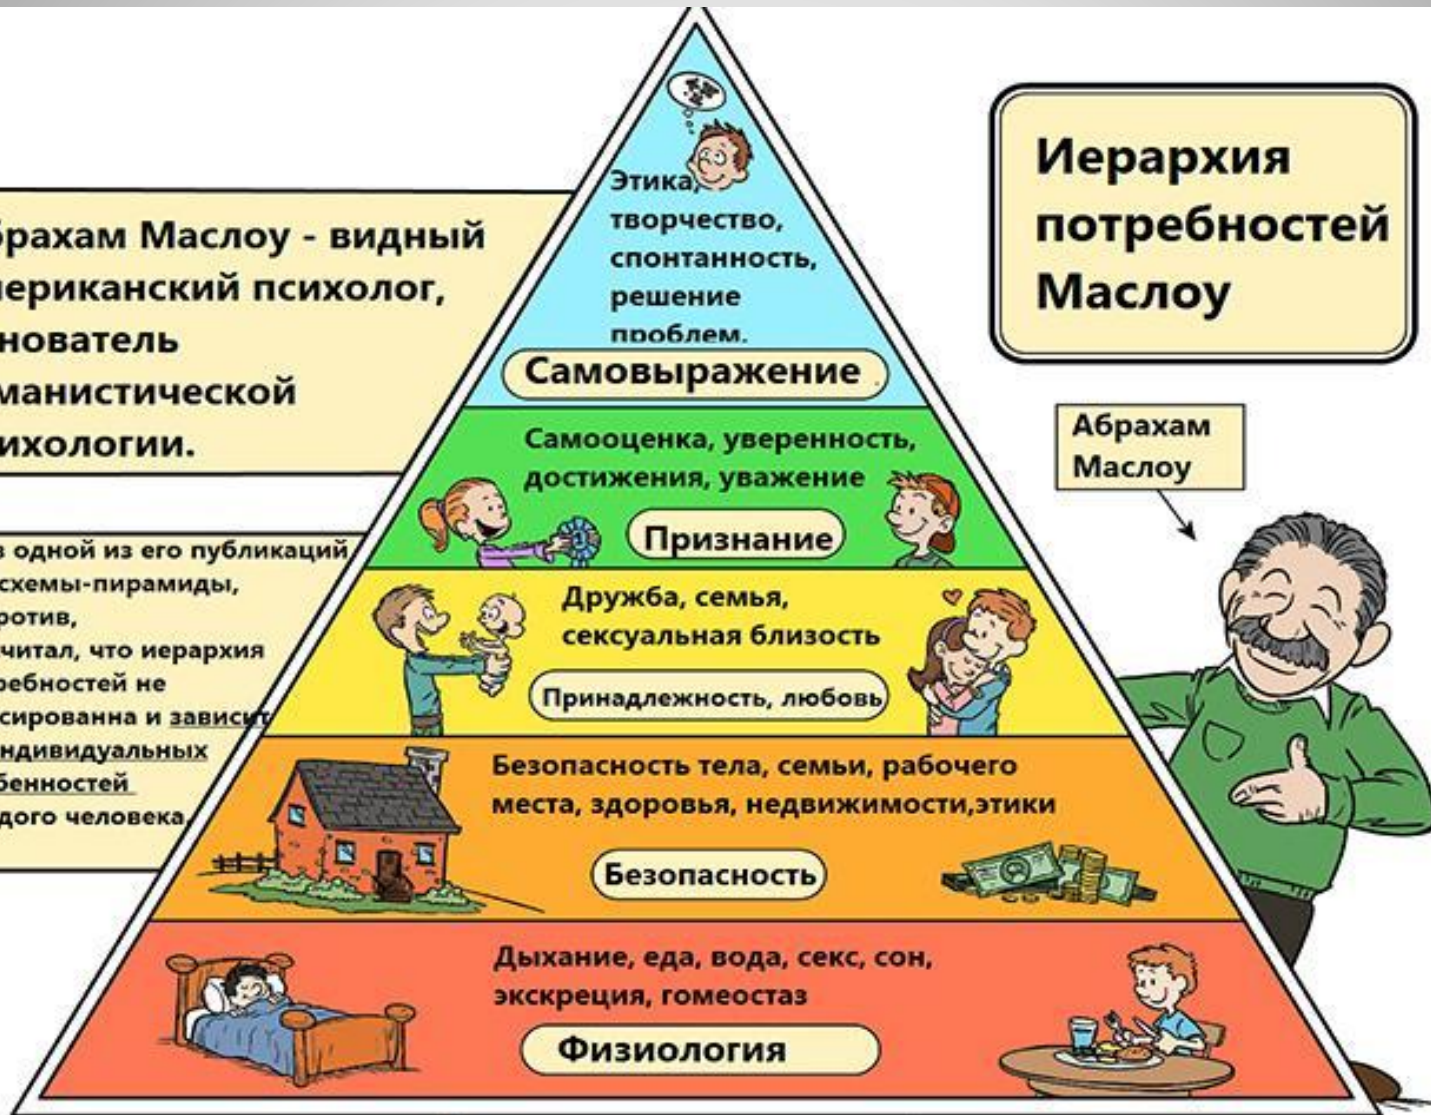 Иерархия
потребностей
Маслоу
брахам Маслоу - видный
мериканский психолог,
нователь
манистической
ихологии.
в одной из его публикаций
схемы-пирамиды,
ротив,
читал, что иерархия
ребностей не
сированна и зависит
ндивидуальных
бенностей
дого человека,
Этика,
творчество,
спонтанность,
решение
проблем.
Самовыражение .
Самооценка, уверенность,
достижения, уважение
Признание
Дружба, семья,
сексуальная близость
Принадлежность, любовь
Безопасность тела, семьи, рабочего
места, здоровья, недвижимости,этики
Безопасность
Дыхание, еда, вода, секс, сон,
экскреция, гомеостаз
Физиология
Абрахам
Маслоу